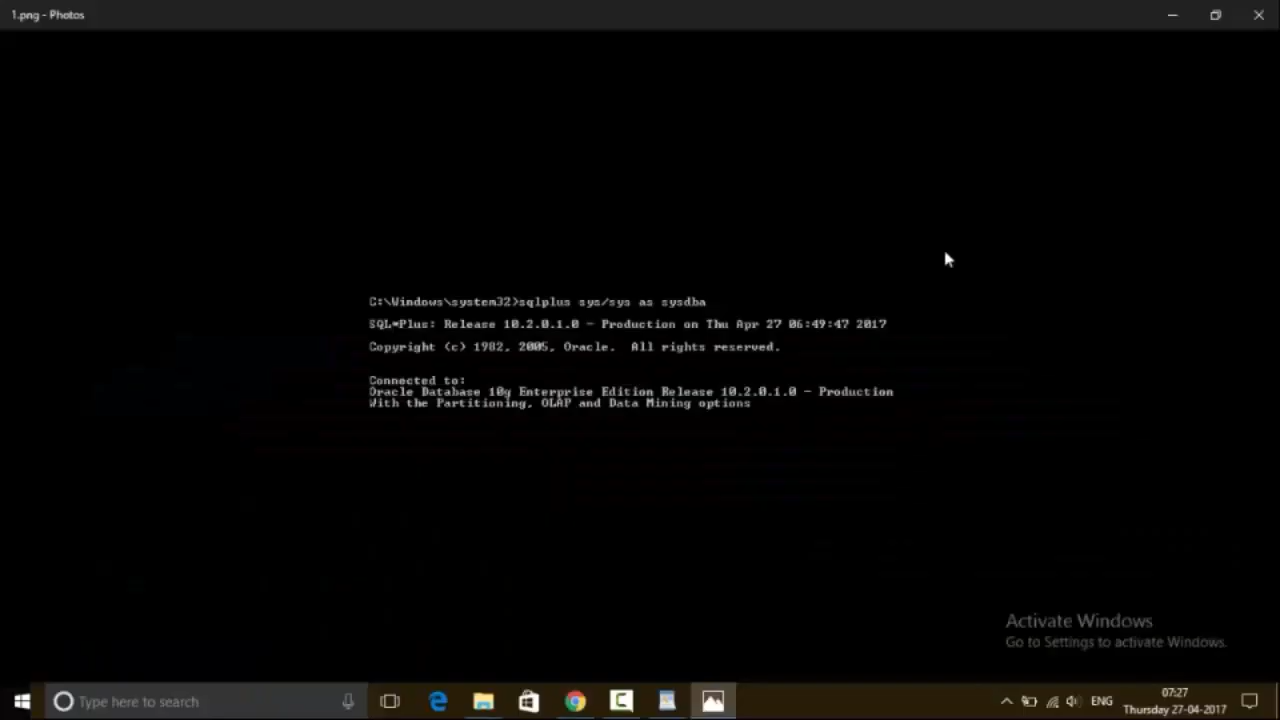 1.png - Photos
C:\Windows\system32>sqlplus sys/sys as sysdba
SQL*Plus: Release 10.2.0.1.0 - Production on Thu Apr 27 06:49:47 2017
Copyright (c) 1982, 2005, Oracle.  All rights reserved.
Connected to:
Oracle Database 10g Enterprise Edition Release 10.2.0.1.0 - Production
With the Partitioning, OLAP and Data Mining options
Activate Windows
Go to Settings to activate Windows.
Type here to search
ENG
07:27
Thursday 27-04-2017